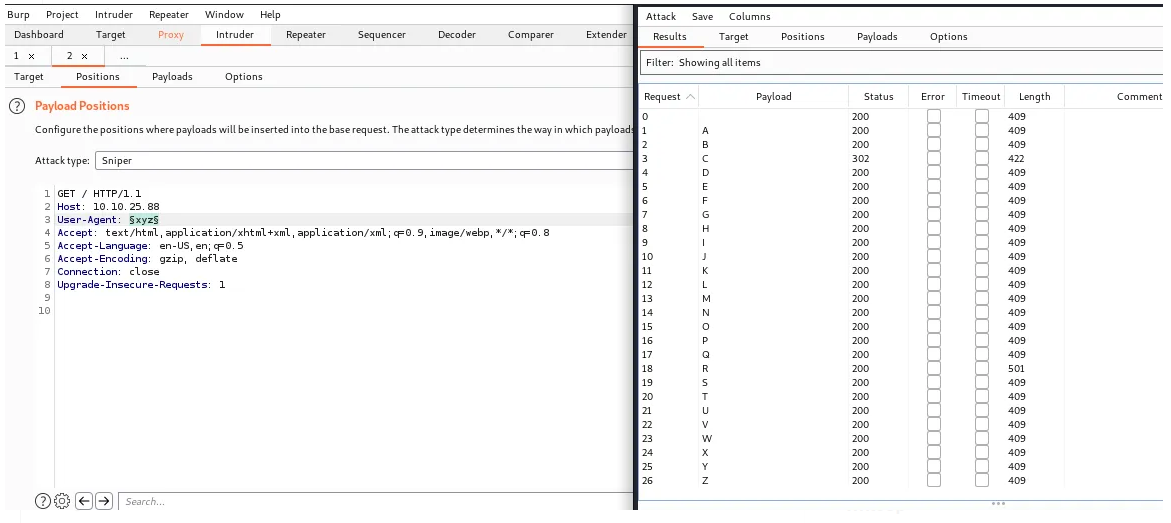 Burp Project Intruder Repeater Window Help
Dashboard Target Proxy Intruder Repeater Sequencer Decoder Comparer Extender
1 × 2 × ...
Target Positions Payloads Options
? Payload Positions
Configure the positions where payloads will be inserted into the base request. The attack type determines the way in which payloads
Attack type: Sniper
1 GET / HTTP/1.1
2 Host: 10.10.25.88
3 User-Agent: §xyz§
4 Accept: text/html,application/xhtml+xml,application/xml;q=0.9,image/webp,*/*;q=0.8
5 Accept-Language: en-US,en;q=0.5
6 Accept-Encoding: gzip, deflate
7 Connection: close
8 Upgrade-Insecure-Requests: 1
9
10
? Search...
Attack Save Columns
Results Target Positions Payloads Options
Filter: Showing all items
Request Payload Status Error Timeout Length Comment
0 200 409
1 A 200 409
2 B 200 409
3 C 302 422
4 D 200 409
5 E 200 409
6 F 200 409
7 G 200 409
8 H 200 409
9 I 200 409
10 J 200 409
11 K 200 409
12 L 200 409
13 M 200 409
14 N 200 409
15 O 200 409
16 P 200 409
17 Q 200 409
18 R 200 501
19 S 200 409
20 T 200 409
21 U 200 409
22 V 200 409
23 W 200 409
24 X 200 409
25 Y 200 409
26 Z 200 409